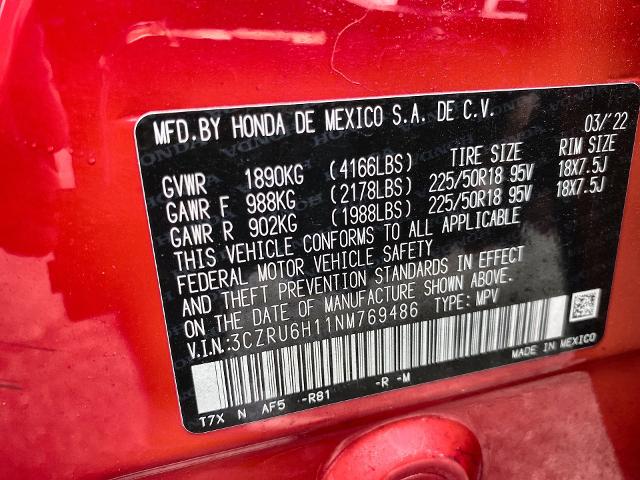 MFD.BY HONDA DE MEXICO S.A. DE C.V.
03/'22
TIRE SIZE RIM SIZE
GVWR 1890KG (4166LBS)
GAWR F 988KG (2178LBS) 225/50R18 95V 18X7.5J
GAWR R 902KG (1988LBS) 225/50R18 95V 18X7.5J
THIS VEHICLE CONFORMS TO ALL APPLICABLE
FEDERAL MOTOR VEHICLE SAFETY
AND THEFT PREVENTION STANDARDS IN EFFECT
ON THE DATE OF MANUFACTURE SHOWN ABOVE.
V.I.N:3CZRU6H11NM769486 TYPE: MPV
MADE IN MEXICO
T7X N AF5 -R81 -R -M